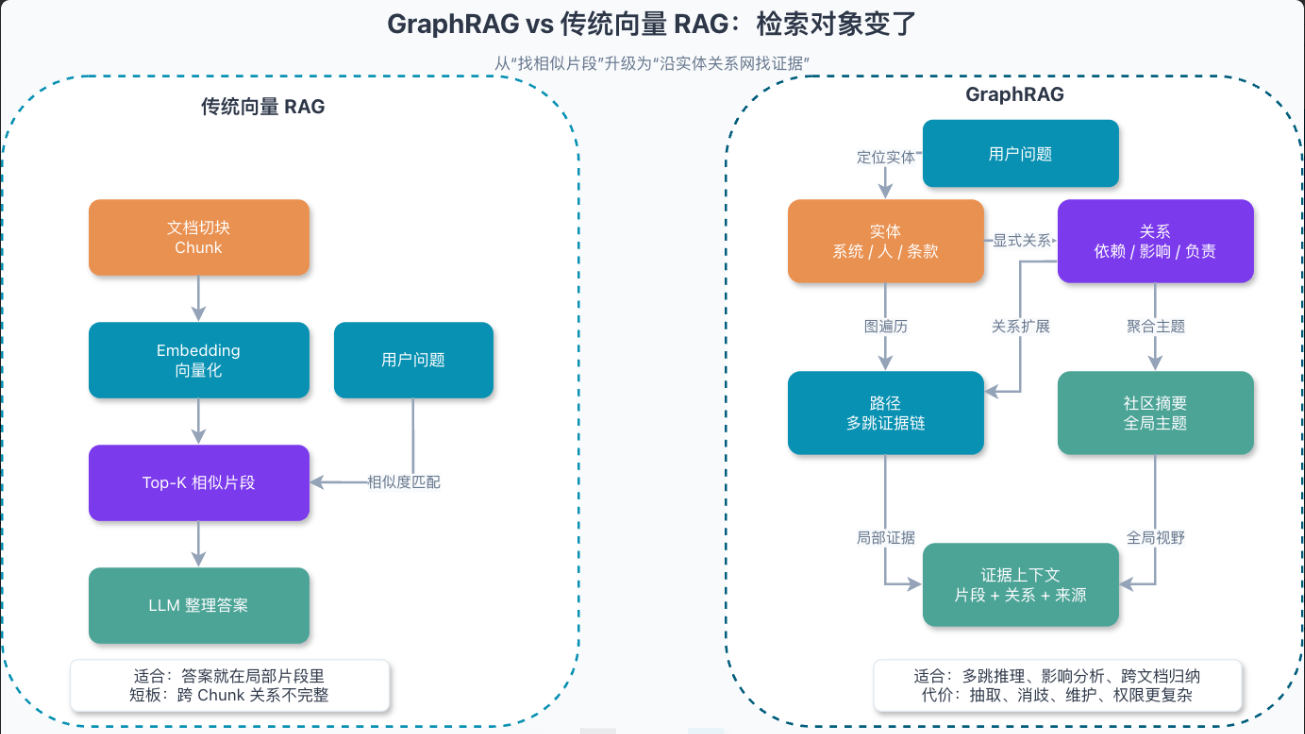 GraphRAG vs 传统向量 RAG：检索对象变了
从“找相似片段”升级为“沿实体关系网找证据”
传统向量 RAG
文档切块
Chunk
Embedding
向量化
用户问题
Top-K 相似片段
相似度匹配
LLM 整理答案
适合：答案就在局部片段里
短板：跨 Chunk 关系不完整
GraphRAG
用户问题
定位实体
实体
系统 / 人 / 条款
显式关系
关系
依赖 / 影响 / 负责
图遍历
关系扩展
聚合主题
路径
多跳证据链
社区摘要
全局主题
局部证据
全局视野
证据上下文
片段 + 关系 + 来源
适合：多跳推理、影响分析、跨文档归纳
代价：抽取、消歧、维护、权限更复杂